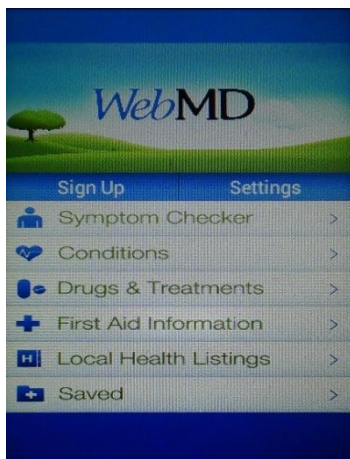 WebMD
Sign Up Settings
Symptom Checker
Conditions
Drugs & Treatments
First Aid Information
H Local Health Listings
Saved